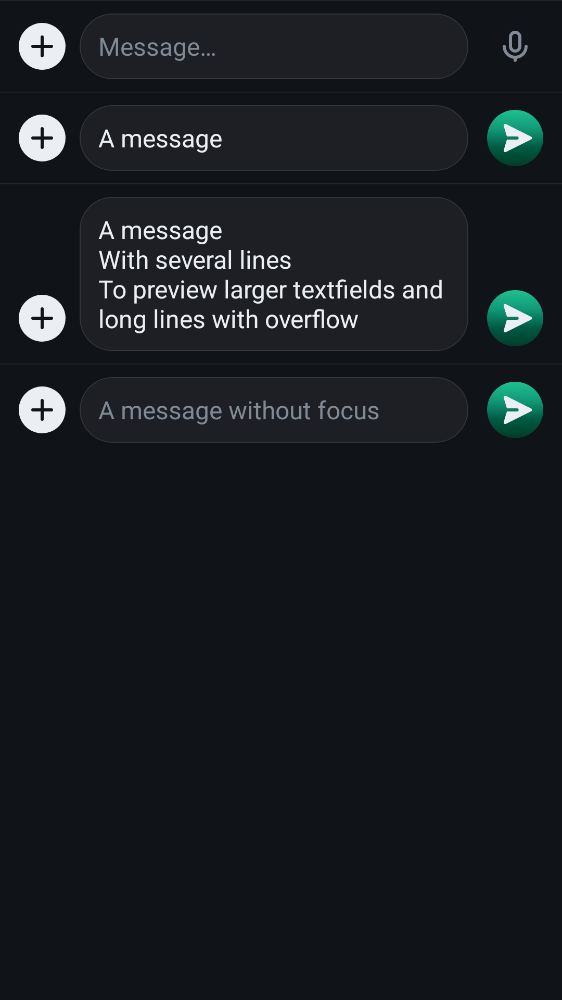 Message…
A message
A message
With several lines
To preview larger textfields and
long lines with overflow
A message without focus